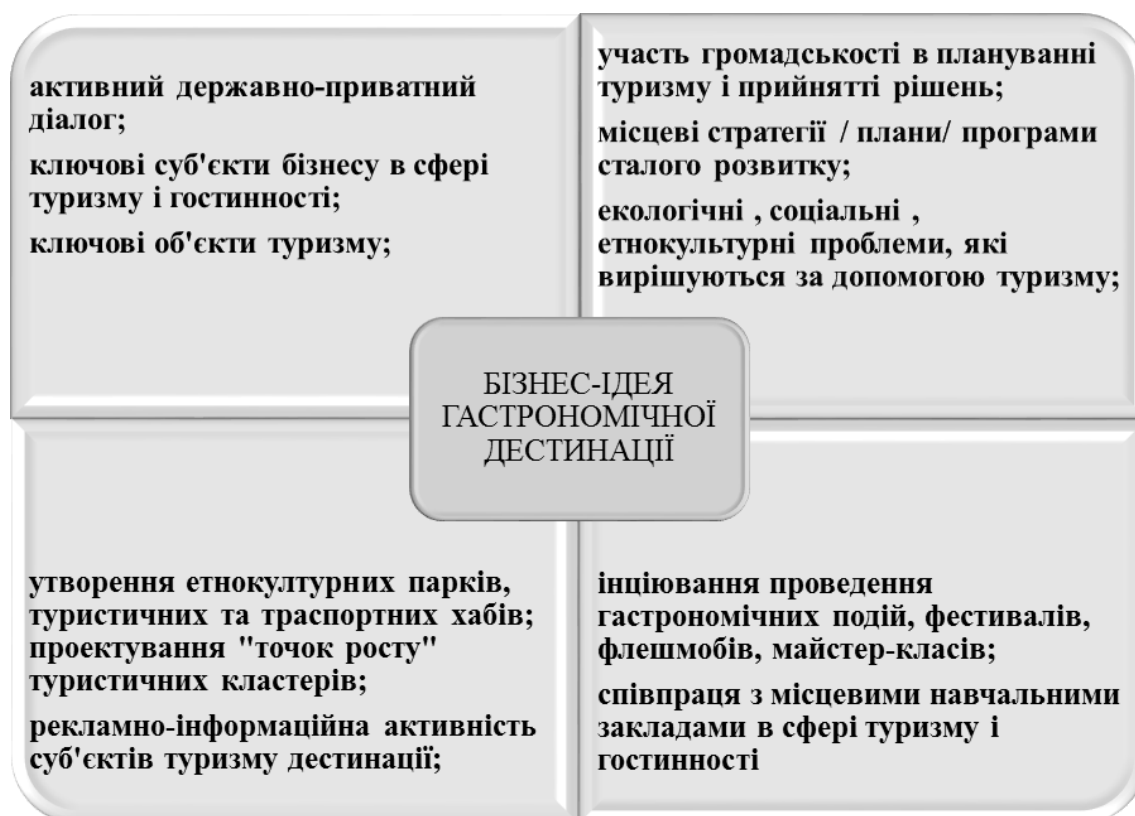 активний державно-приватний
діалог;
ключові суб'єкти бізнесу в сфері
туризму і гостинності;
ключові об'єкти туризму;
участь громадськості в плануванні
туризму і прийнятті рішень;
місцеві стратегії / плани/ програми
сталого розвитку;
екологічні , соціальні ,
етнокультурні проблеми, які
вирішуються за допомогою туризму;
БІЗНЕС-ІДЕЯ
ГАСТРОНОМІЧНОЇ
ДЕСТИНАЦІЇ
утворення етнокултурних парків,
туристичних та траспортних хабів;
проектування "точок росту"
туристичних кластерів;
рекламно-інформаційна активність
суб'єктів туризму дестинації;
інціювання проведення
гастрономічних подій, фестивалів,
флешмобів, майстер-класів;
співпраця з місцевими навчальними
закладами в сфері туризму і
гостинності